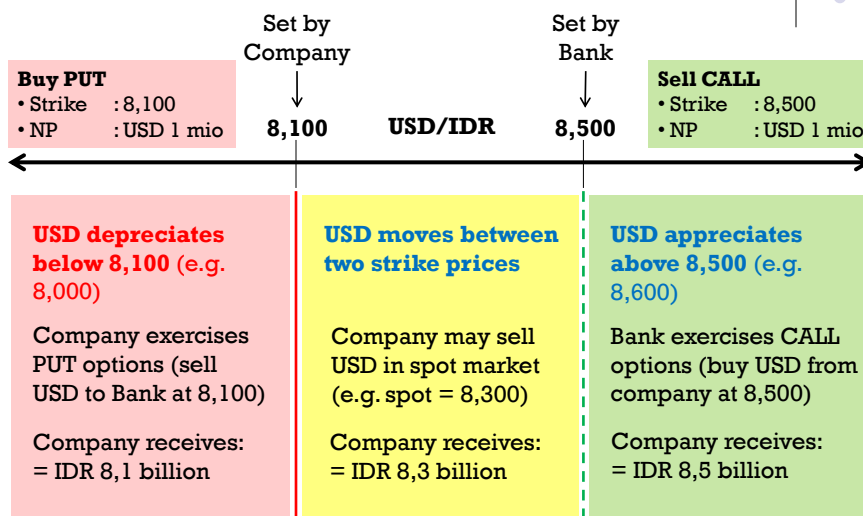 Set by
Company
Set by
Bank
Buy PUT
• Strike : 8,100
• NP : USD 1 mio
8,100
USD/IDR
8,500
Sell CALL
• Strike : 8,500
• NP : USD 1 mio
USD depreciates
below 8,100 (e.g.
8,000)
Company exercises
PUT options (sell
USD to Bank at 8,100)
Company receives:
= IDR 8,1 billion
USD moves between
two strike prices
Company may sell
USD in spot market
(e.g. spot = 8,300)
Company receives:
= IDR 8,3 billion
USD appreciates
above 8,500 (e.g.
8,600)
Bank exercises CALL
options (buy USD from
company at 8,500)
Company receives:
= IDR 8,5 billion